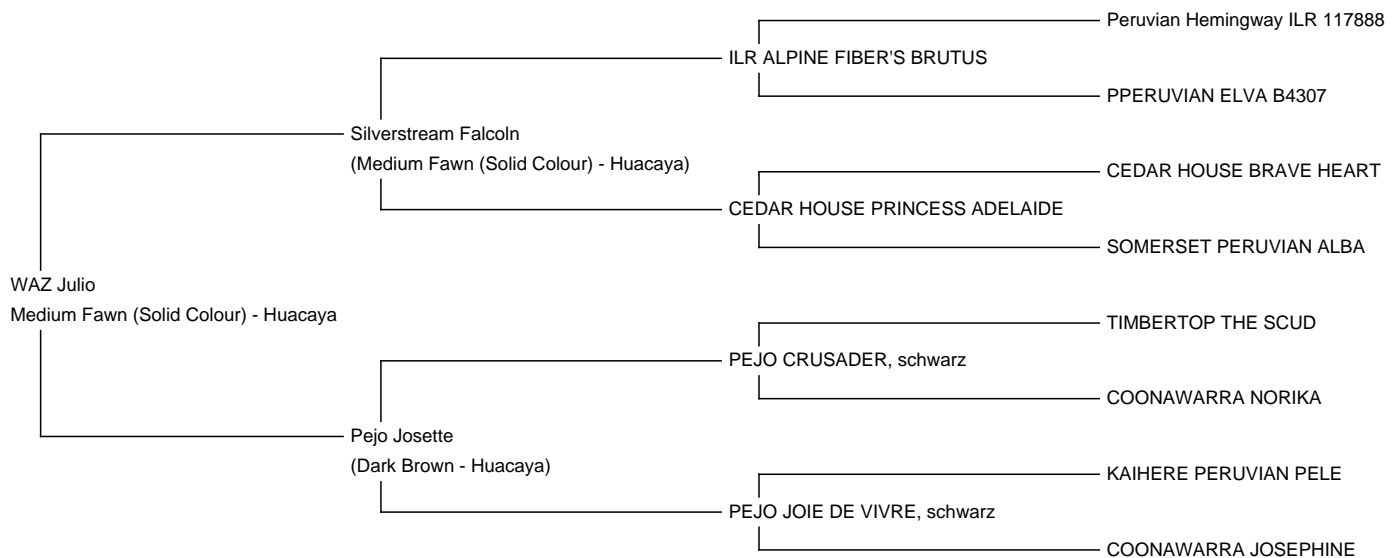 Peruvian Hemingway ILR 117888
ILR ALPINE FIBER'S BRUTUS
PPERUVIAN ELVA B4307
Silverstream Falcoln
(Medium Fawn (Solid Colour) - Huacaya)
CEDAR HOUSE BRAVE HEART
CEDAR HOUSE PRINCESS ADELAIDE
SOMERSET PERUVIAN ALBA
WAZ Julio
Medium Fawn (Solid Colour) - Huacaya
TIMBERTOP THE SCUD
PEJO CRUSADER, schwarz
COONAWARRA NORIKA
Pejo Josette
(Dark Brown - Huacaya)
KAIHERE PERUVIAN PELE
PEJO JOIE DE VIVRE, schwarz
COONAWARRA JOSEPHINE